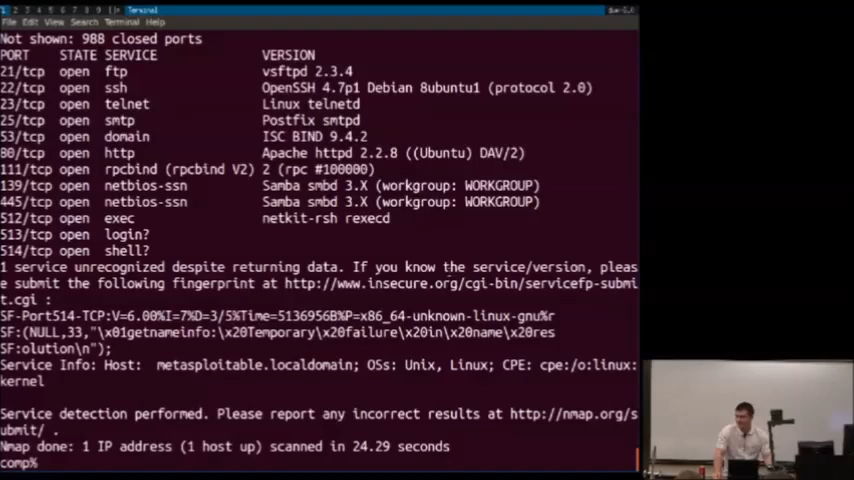 1 2 3 4 5 6 7 8 9 []= Terminal
File Edit View Search Terminal Help
Not shown: 988 closed ports
PORT    STATE SERVICE             VERSION
21/tcp  open  ftp                 vsftpd 2.3.4
22/tcp  open  ssh                 OpenSSH 4.7p1 Debian 8ubuntu1 (protocol 2.0)
23/tcp  open  telnet              Linux telnetd
25/tcp  open  smtp                Postfix smtpd
53/tcp  open  domain              ISC BIND 9.4.2
80/tcp  open  http                Apache httpd 2.2.8 ((Ubuntu) DAV/2)
111/tcp open  rpcbind (rpcbind V2) 2 (rpc #100000)
139/tcp open  netbios-ssn         Samba smbd 3.X (workgroup: WORKGROUP)
445/tcp open  netbios-ssn         Samba smbd 3.X (workgroup: WORKGROUP)
512/tcp open  exec                netkit-rsh rexecd
513/tcp open  login?
514/tcp open  shell?
1 service unrecognized despite returning data. If you know the service/version, pleas
e submit the following fingerprint at http://www.insecure.org/cgi-bin/servicefp-submi
t.cgi :
SF-Port514-TCP:V=6.00%I=7%D=3/5%Time=5136956B%P=x86_64-unknown-linux-gnu%r
SF:(NULL,33,"\x01getnameinfo:\x20Temporary\x20failure\x20in\x20name\x20res
SF:olution\n");
Service Info: Host:  metasploitable.localdomain; OSs: Unix, Linux; CPE: cpe:/o:linux:
kernel
Service detection performed. Please report any incorrect results at http://nmap.org/s
ubmit/ .
Nmap done: 1 IP address (1 host up) scanned in 24.29 seconds
comp%